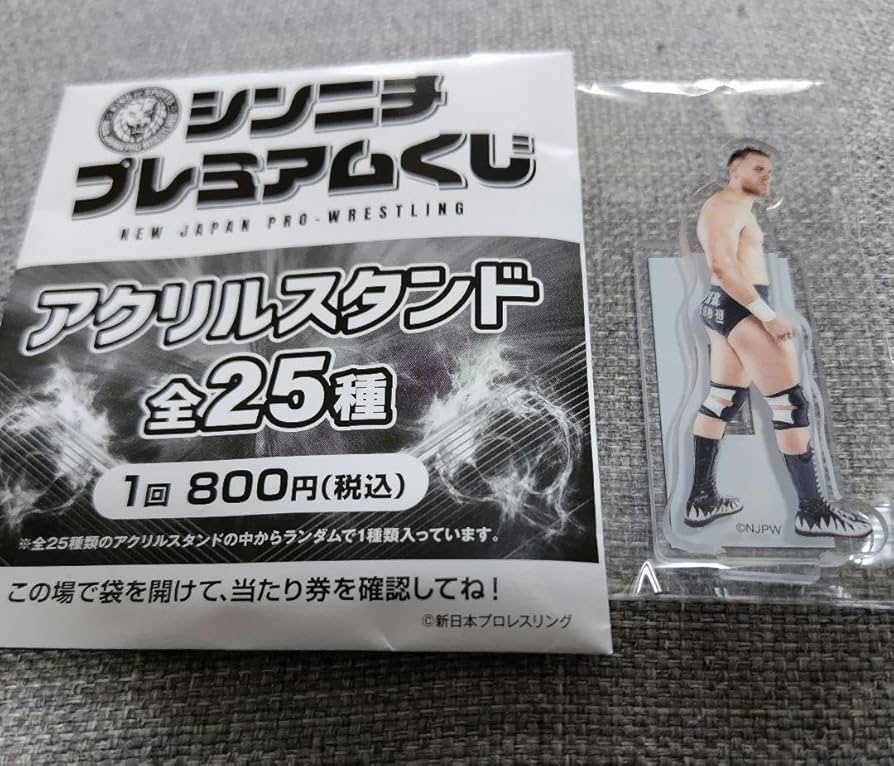 シンニチ
プレミアムくじ
NEW JAPAN PRO-WRESTLING
アクリルスタンド
全25種
1回 800円(税込)
※全25種類のアクリルスタンドの中からランダムで1種類入っています。
この場で袋を開けて、当たり券を確認してね!
©新日本プロレスリング
©NJPW